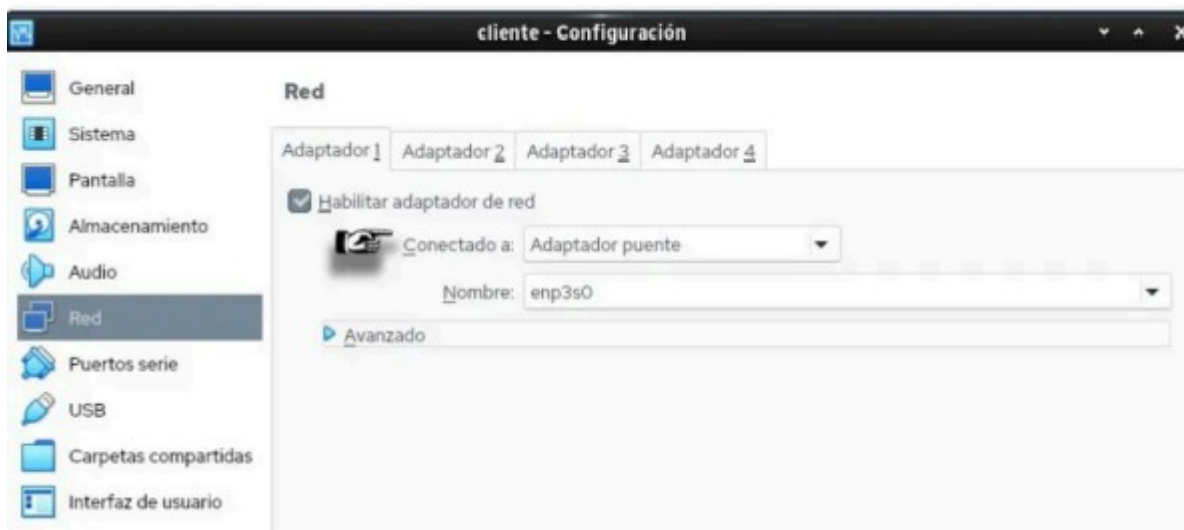 cliente - Configuración
General
Sistema
Pantalla
Almacenamiento
Audio
Red
Puertos serie
USB
Carpetas compartidas
Interfaz de usuario
Red
Adaptador 1 Adaptador 2 Adaptador 3 Adaptador 4
Habilitar adaptador de red
Conectado a: Adaptador puente
Nombre: enp3s0
Avanzado